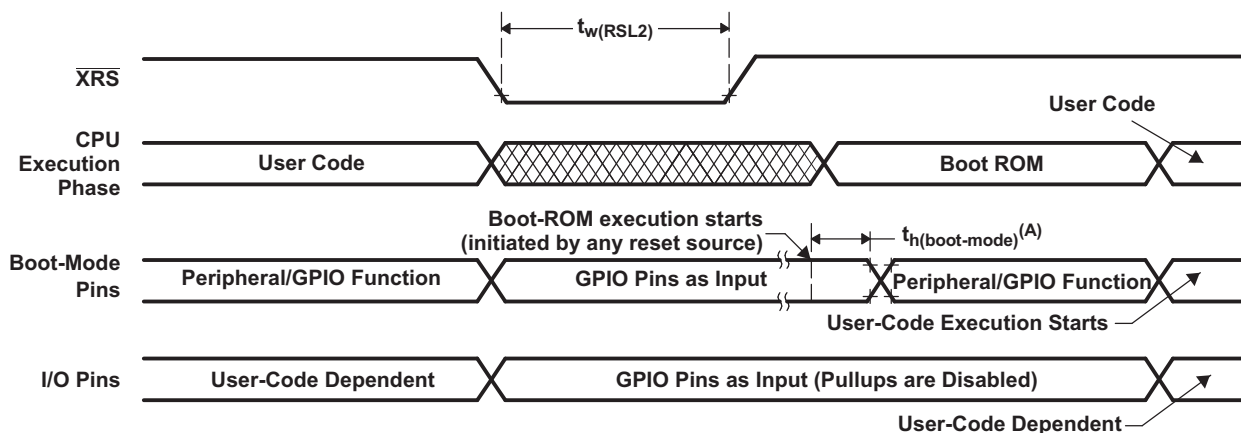 tw(RSL2)
XRS
User Code
CPU
Execution
Phase
User Code
Boot ROM
Boot-ROM execution starts
(initiated by any reset source)
th(boot-mode)(A)
Boot-Mode
Pins
Peripheral/GPIO Function
GPIO Pins as Input
Peripheral/GPIO Function
User-Code Execution Starts
I/O Pins
User-Code Dependent
GPIO Pins as Input (Pullups are Disabled)
User-Code Dependent